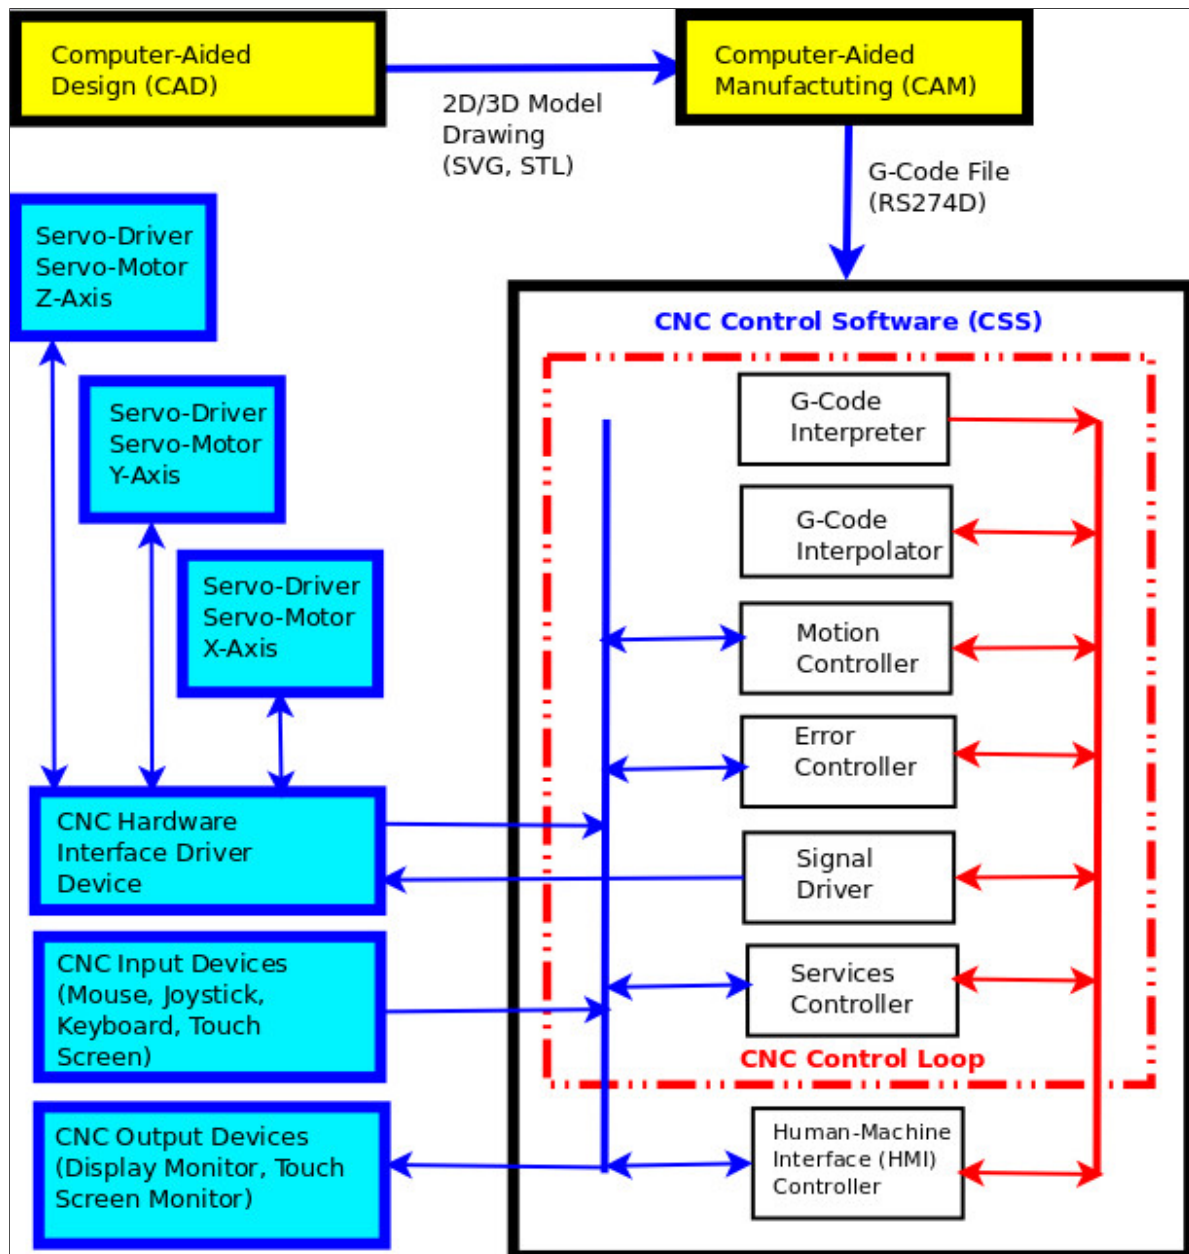 Computer-Aided
Design (CAD)
2D/3D Model
Drawing
(SVG, STL)
Computer-Aided
Manufactuting (CAM)
G-Code File
(RS274D)
Servo-Driver
Servo-Motor
Z-Axis
Servo-Driver
Servo-Motor
Y-Axis
Servo-Driver
Servo-Motor
X-Axis
CNC Hardware
Interface Driver
Device
CNC Input Devices
(Mouse, Joystick,
Keyboard, Touch
Screen)
CNC Output Devices
(Display Monitor, Touch
Screen Monitor)
CNC Control Software (CSS)
G-Code
Interpreter
G-Code
Interpolator
Motion
Controller
Error
Controller
Signal
Driver
Services
Controller
CNC Control Loop
Human-Machine
Interface (HMI)
Controller